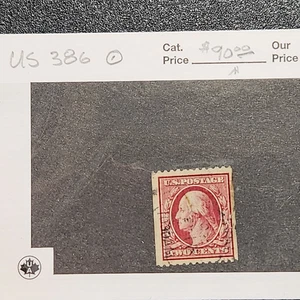 US 386
Cat. Our
Price $90.00 Price
U.S. POSTAGE
TWO CENTS